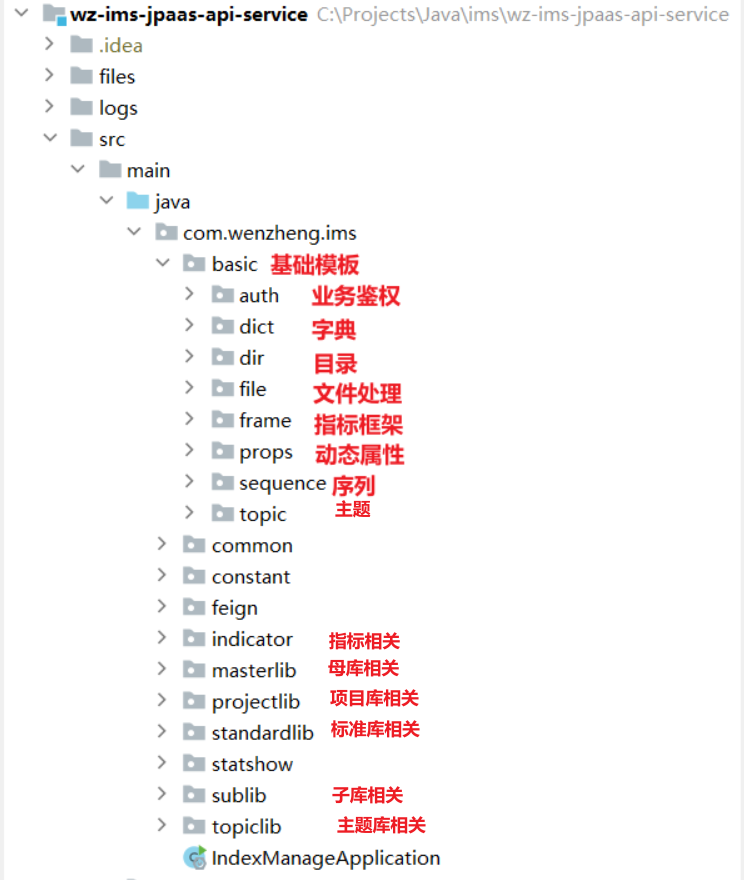 wz-ims-jpaas-api-service C:\Projects\Java\ims\wz-ims-jpaas-api-service
.idea
files
logs
src
main
java
com.wenzheng.ims
basic 基础模板
auth 业务鉴权
dict 字典
dir 目录
file 文件处理
frame 指标框架
props 动态属性
sequence 序列
topic 主题
common
constant
feign
indicator 指标相关
masterlib 母库相关
projectlib 项目库相关
standardlib 标准库相关
statshow
sublib 子库相关
topiclib 主题库相关
IndexManageApplication